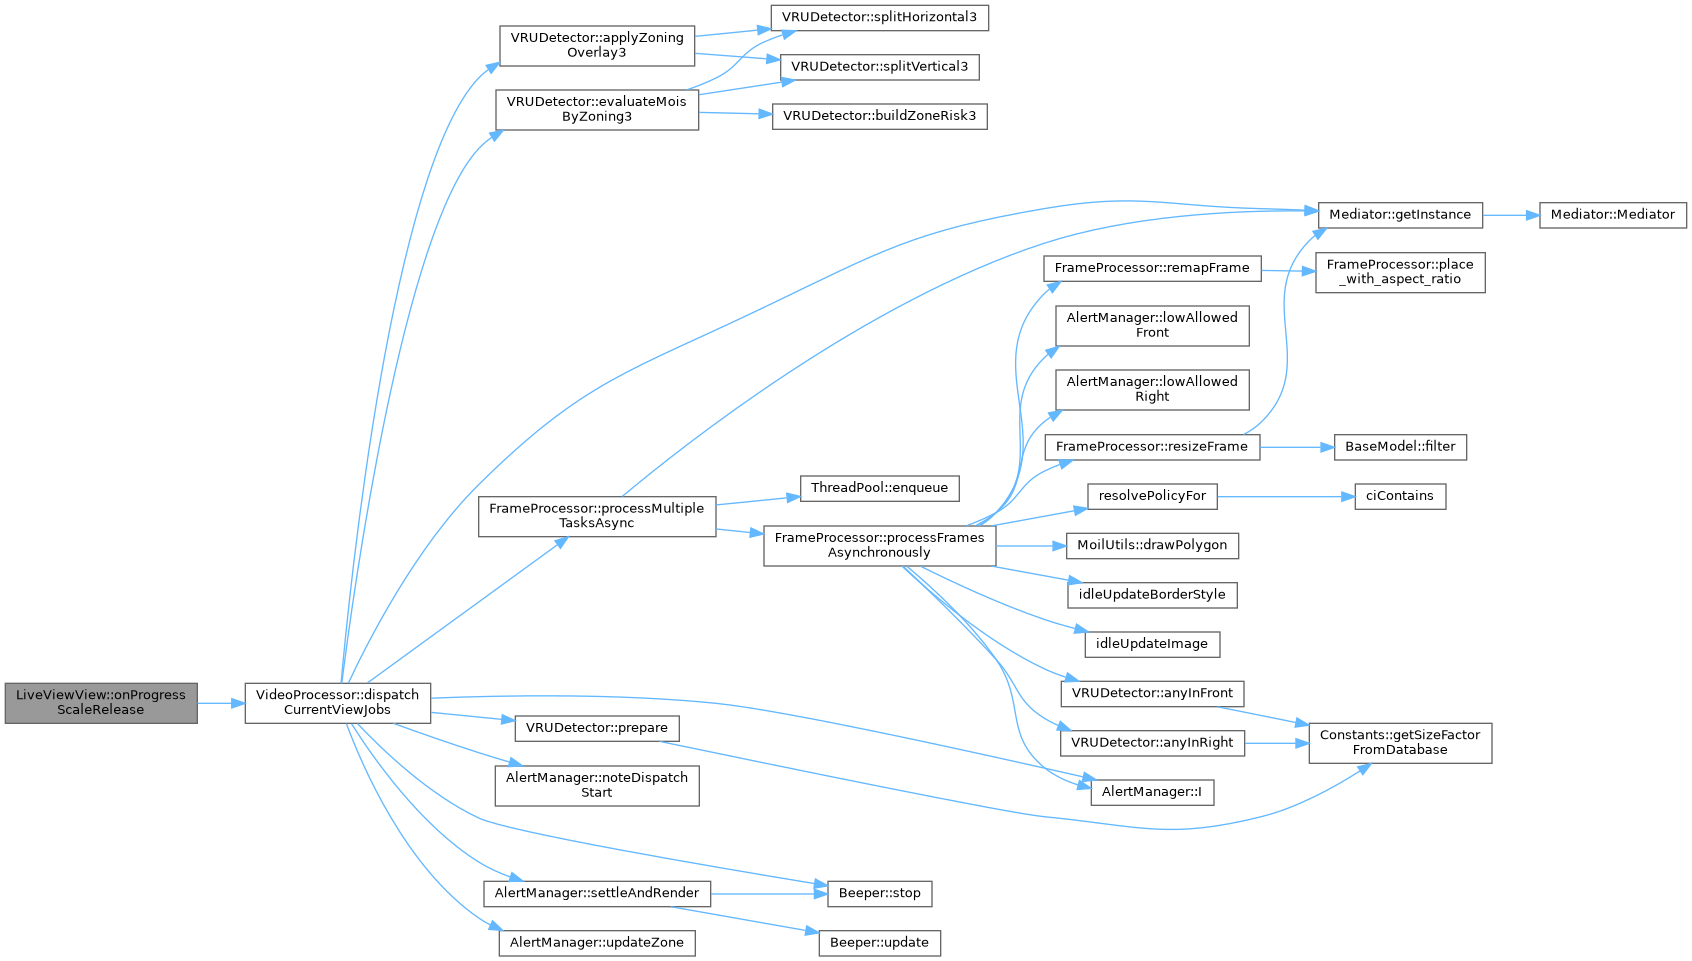 VRUDetector::splitHorizontal3
VRUDetector::applyZoning
Overlay3
VRUDetector::splitVertical3
VRUDetector::evaluateMois
ByZoning3
VRUDetector::buildZoneRisk3
Mediator::getInstance
Mediator::Mediator
FrameProcessor::remapFrame
FrameProcessor::place
_with_aspect_ratio
AlertManager::lowAllowed
Front
AlertManager::lowAllowed
Right
FrameProcessor::resizeFrame
BaseModel::filter
ThreadPool::enqueue
resolvePolicyFor
ciContains
FrameProcessor::processMultiple
TasksAsync
FrameProcessor::processFrames
Asynchronously
MoilUtils::drawPolygon
idleUpdateBorderStyle
idleUpdateImage
LiveViewView::onProgress
ScaleRelease
VideoProcessor::dispatch
CurrentViewJobs
VRUDetector::anyInFront
VRUDetector::prepare
VRUDetector::anyInRight
Constants::getSizeFactor
FromDatabase
AlertManager::noteDispatch
Start
AlertManager::I
AlertManager::settleAndRender
Beeper::stop
AlertManager::updateZone
Beeper::update